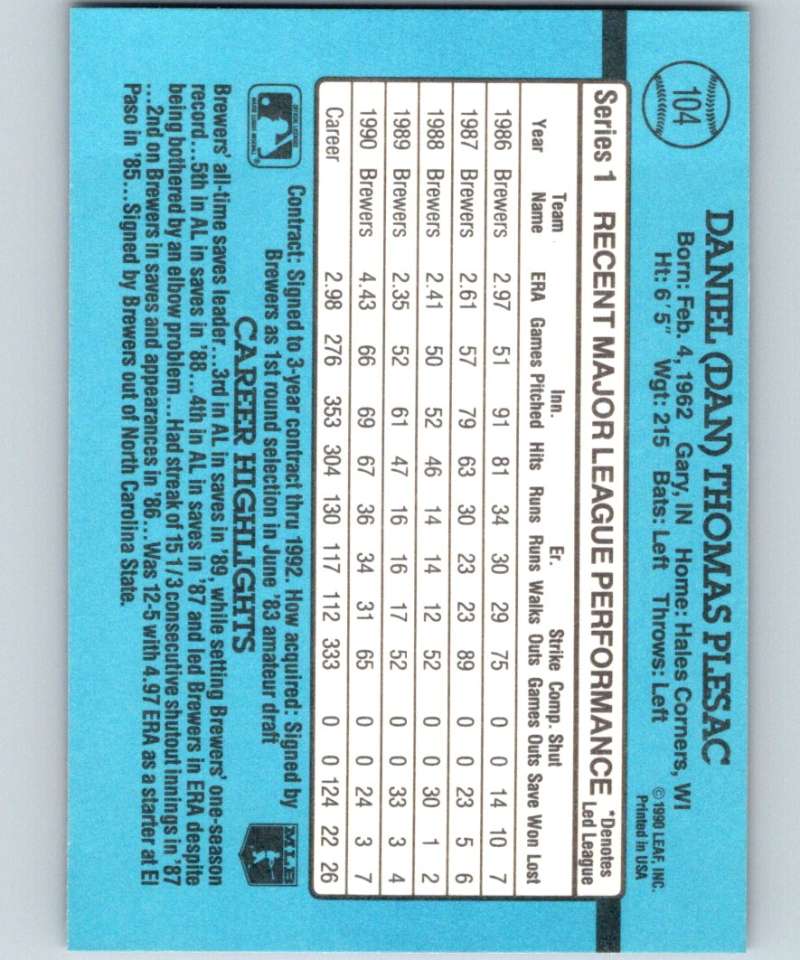 104
DANIEL (DAN) THOMAS PLESAC
Born: Feb. 4, 1962 Gary, IN Home: Hales Corners, WI
Ht: 6'5" Wgt: 215 Bats: Left Throws: Left
©1990 LEAF, INC.
Printed in USA
Series 1 RECENT MAJOR LEAGUE PERFORMANCE *Denotes Led League
Team Inn. Er. Strike Comp. Shut
Year Name ERA Games Pitched Hits Runs Runs Walks Outs Games Outs Save Won Lost
1986 Brewers 2.97 51 91 81 34 30 29 75 0 0 14 10 7
1987 Brewers 2.61 57 79 63 30 23 23 89 0 0 23 5 6
1988 Brewers 2.41 50 52 46 14 14 12 52 0 0 30 1 2
1989 Brewers 2.35 52 61 47 16 16 17 52 0 0 33 3 4
1990 Brewers 4.43 66 69 67 36 34 31 65 0 0 24 3 7
Career 2.98 276 353 304 130 117 112 333 0 0 124 22 26
OFFICIAL LICENSEE
MAJOR LEAGUE BASEBALL
®
Contract: Signed to 3-year contract thru 1992. How acquired: Signed by
Brewers as 1st round selection in June '83 amateur draft
MLB
CAREER HIGHLIGHTS
Brewers' all-time saves leader...3rd in AL in saves in '89, while setting Brewers' one-season
record...5th in AL in saves in '88...4th in AL in saves in '87 and led Brewers in ERA despite
being bothered by an elbow problem...Had streak of 15 1/3 consecutive shutout innings in '87
...2nd on Brewers in saves and appearances in '86...Was 12-5 with 4.97 ERA as a starter at El
Paso in '85...Signed by Brewers out of North Carolina State.